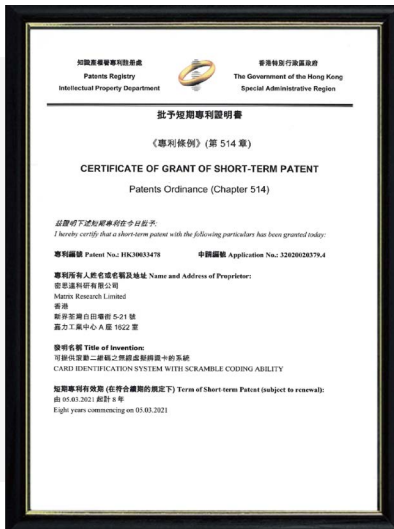 知識產權署專利註冊處
Patents Registry
Intellectual Property Department
香港特別行政區政府
The Government of the Hong Kong
Special Administrative Region
批予短期專利證明書
《專利條例》(第 514 章)
CERTIFICATE OF GRANT OF SHORT-TERM PATENT
Patents Ordinance (Chapter 514)
茲證明下述短期專利在今日批予:
I hereby certify that a short-term patent with the following particulars has been granted today:
專利編號 Patent No.: HK30033478 申請編號 Application No.: 32020020379.4
專利所有人姓名或名稱及地址 Name and Address of Proprietor:
密思遠科研有限公司
Matrix Research Limited
香港
新界荃灣白田壩街 5-21 號
嘉力工業中心 A 座 1622 室
發明名稱 Title of Invention:
可提供滾動二維碼之無線虛擬辨識卡的系統
CARD IDENTIFICATION SYSTEM WITH SCRAMBLE CODING ABILITY
短期專利有效期 (在符合續期的規定下) Term of Short-term Patent (subject to renewal):
由 05.03.2021 起計 8 年
Eight years commencing on 05.03.2021